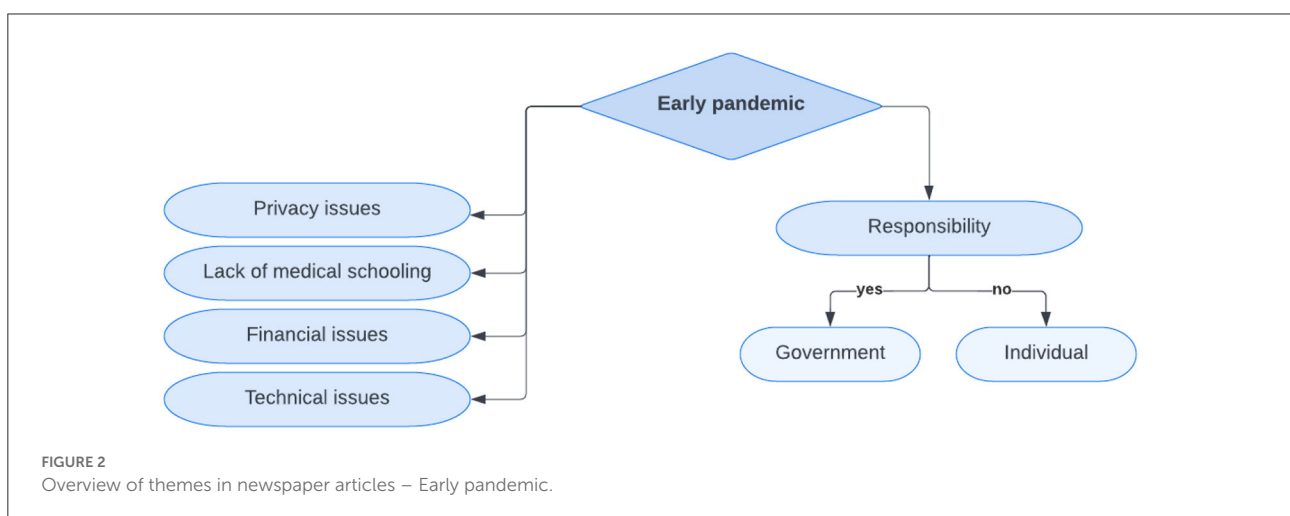 Early pandemic
Privacy issues
Lack of medical schooling
Financial issues
Technical issues
Responsibility
yes
no
Government
Individual
FIGURE 2
Overview of themes in newspaper articles – Early pandemic.